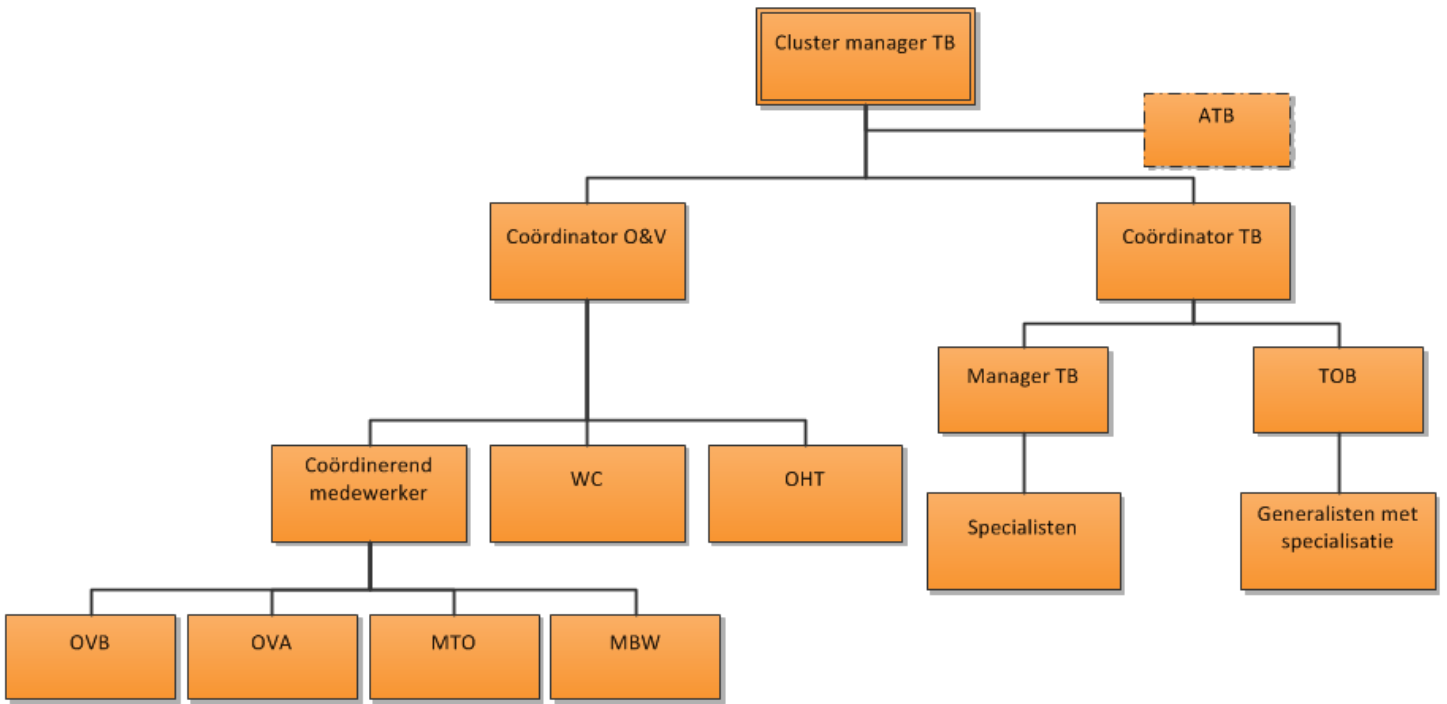 Cluster manager TB
ATB
Coördinator O&V
Coördinator TB
Manager TB
TOB
Coördinerend
medewerker
WC
OHT
Specialisten
Generalisten met
specialisatie
OVB
OVA
MTO
MBW